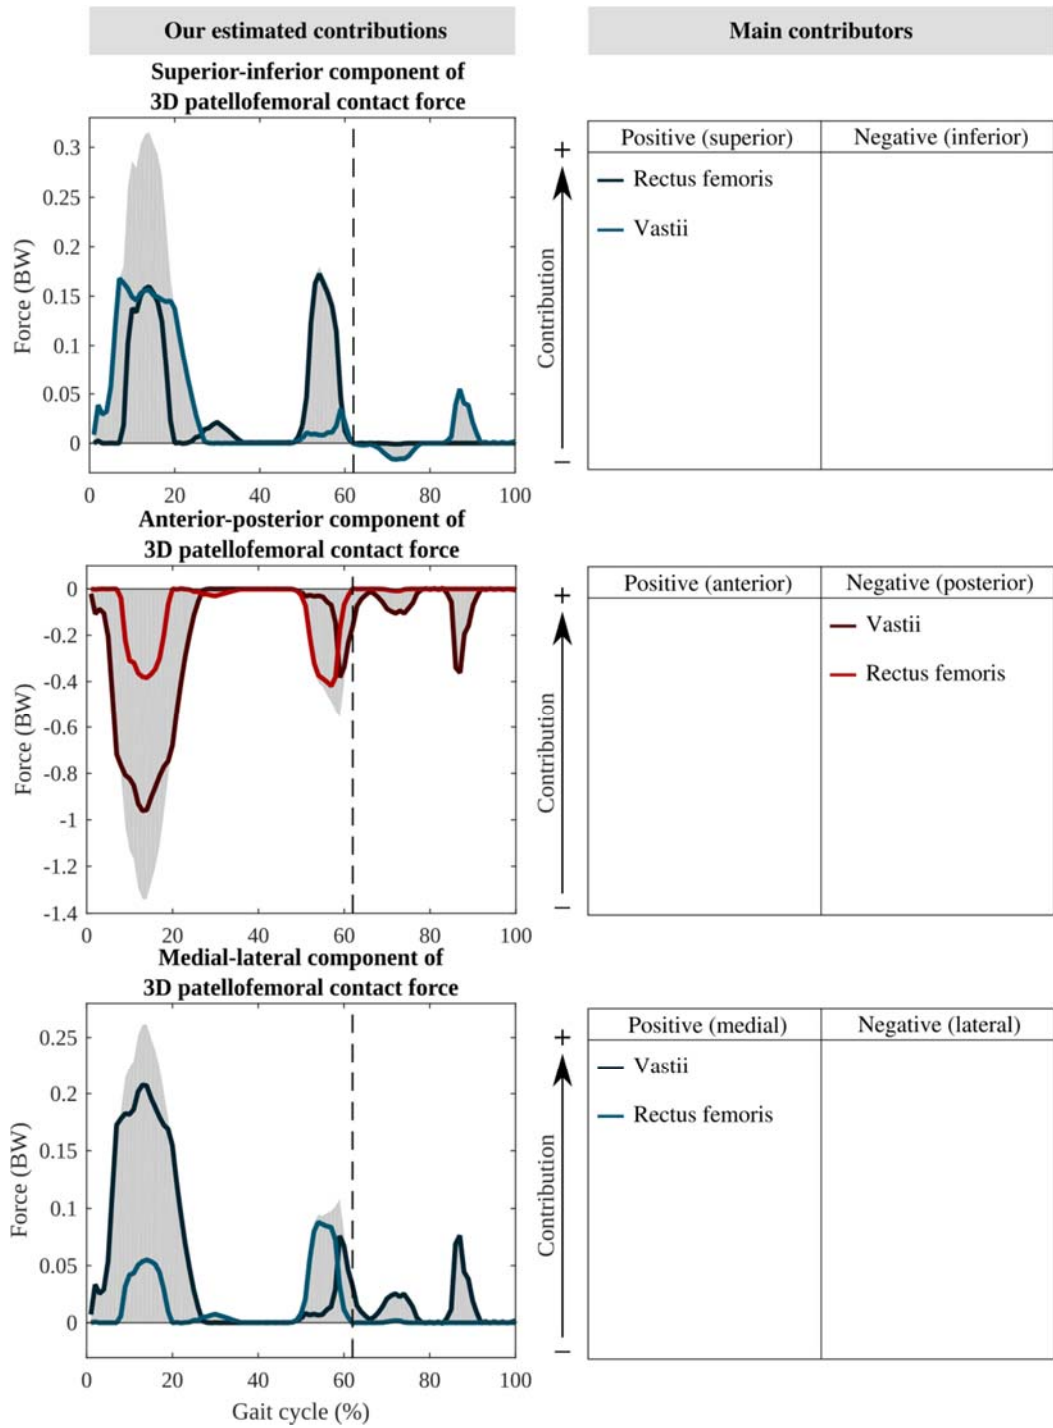 Our estimated contributions
Main contributors
Superior-inferior component of
3D patellofemoral contact force
0.3
0.25
0.2
0.15
0.1
0.05
0
Force (BW)
0 20 40 60 80 100
+
Contribution
−
Positive (superior) Negative (inferior)
Rectus femoris
Vastii
Anterior-posterior component of
3D patellofemoral contact force
0
-0.2
-0.4
-0.6
-0.8
-1
-1.2
-1.4
Force (BW)
0 20 40 60 80 100
+
Contribution
−
Positive (anterior) Negative (posterior)
Vastii
Rectus femoris
Medial-lateral component of
3D patellofemoral contact force
0.25
0.2
0.15
0.1
0.05
0
Force (BW)
0 20 40 60 80 100
Gait cycle (%)
+
Contribution
−
Positive (medial) Negative (lateral)
Vastii
Rectus femoris